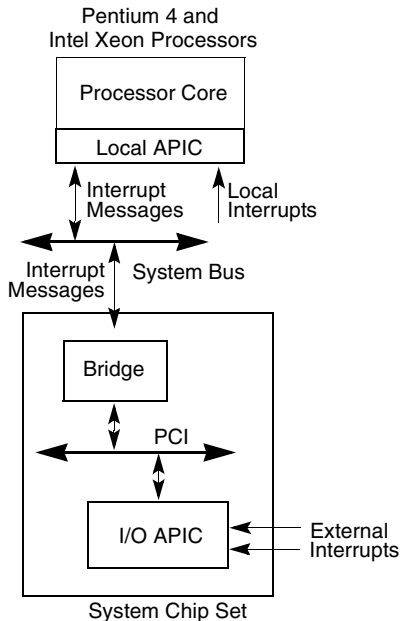 Pentium 4 and
Intel Xeon Processors
Processor Core
Local APIC
Interrupt
Messages
Local
Interrupts
Interrupt
Messages
System Bus
Bridge
PCI
I/O APIC
External
Interrupts
System Chip Set